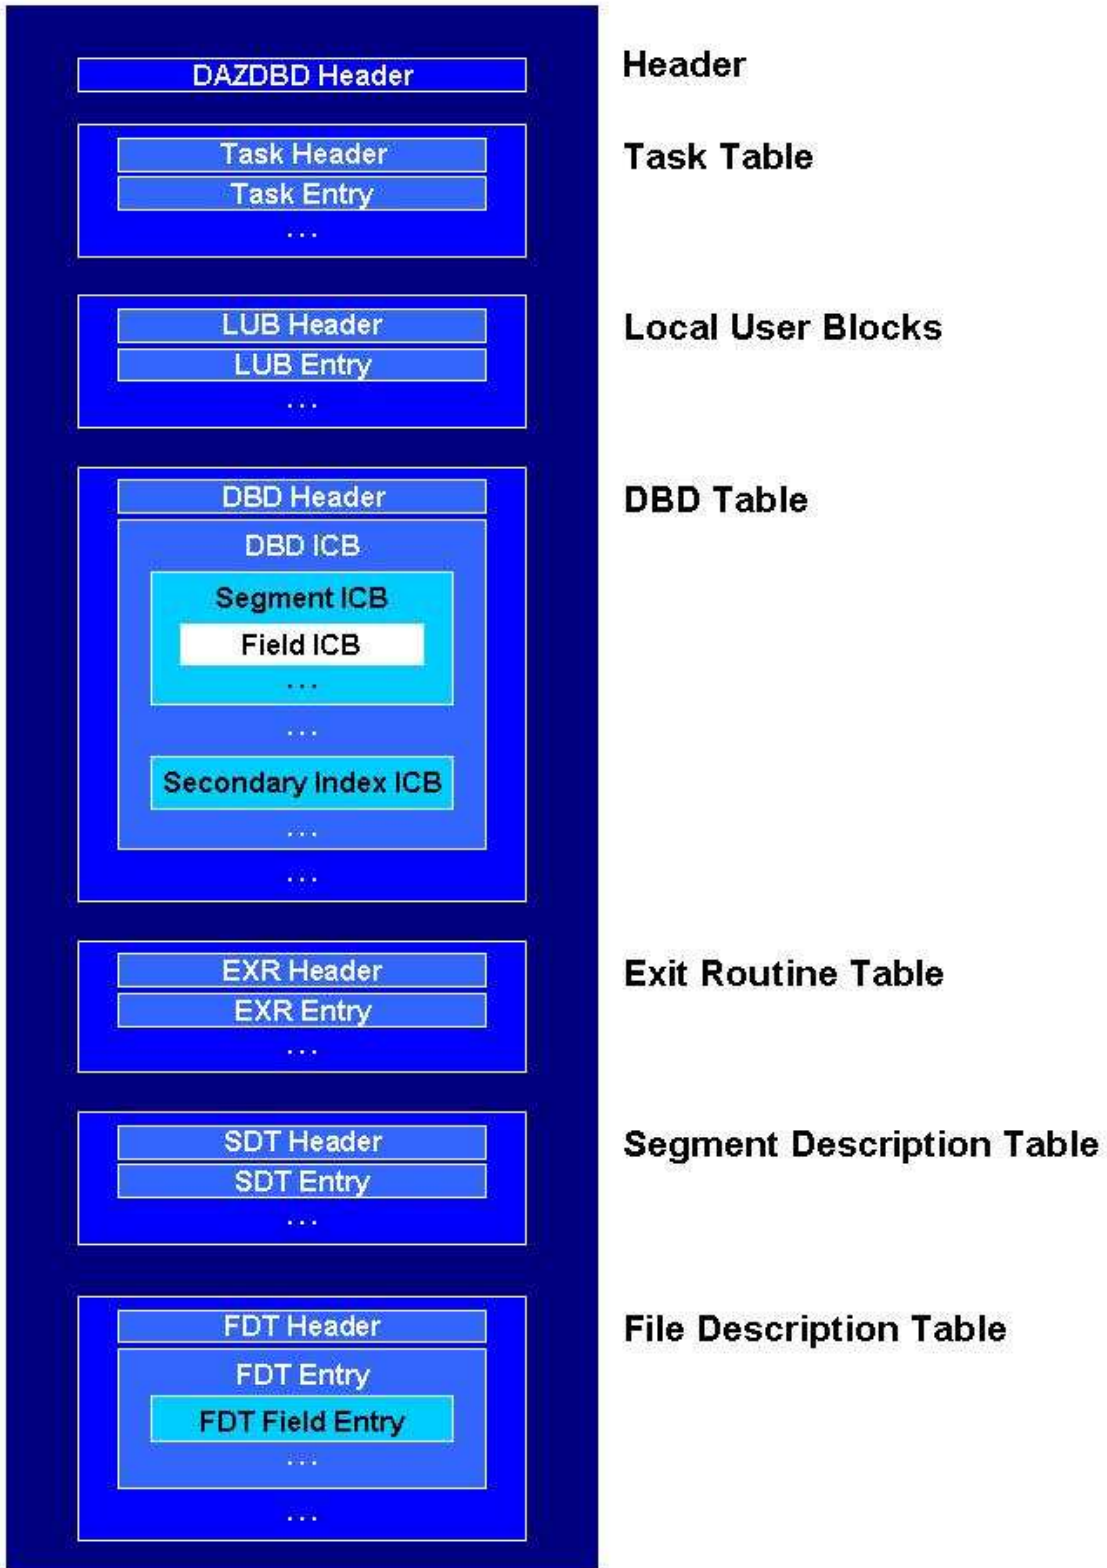 DAZDBD Header
Header
Task Header
Task Table
Task Entry
...
LUB Header
Local User Blocks
LUB Entry
...
DBD Header
DBD Table
DBD ICB
Segment ICB
Field ICB
...
...
Secondary Index ICB
...
...
EXR Header
Exit Routine Table
EXR Entry
...
SDT Header
Segment Description Table
SDT Entry
...
FDT Header
File Description Table
FDT Entry
FDT Field Entry
...
...